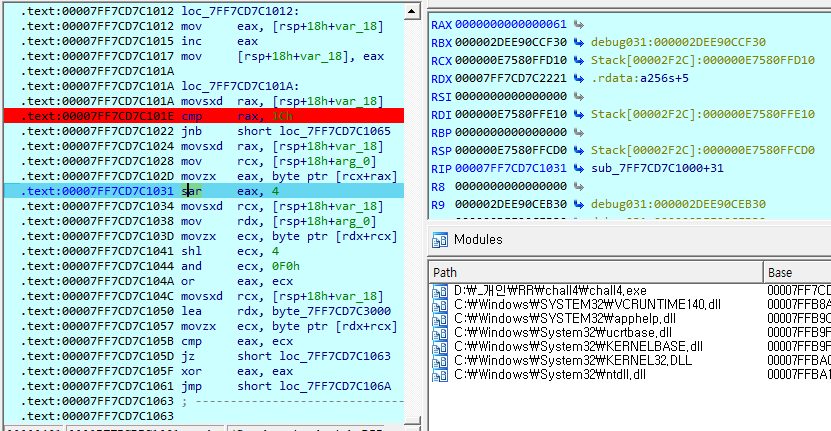 .text:00007FF7CD7C1012 loc_7FF7CD7C1012:
.text:00007FF7CD7C1012 mov eax, [rsp+18h+var_18]
.text:00007FF7CD7C1015 inc eax
.text:00007FF7CD7C1017 mov [rsp+18h+var_18], eax
.text:00007FF7CD7C101A
.text:00007FF7CD7C101A loc_7FF7CD7C101A:
.text:00007FF7CD7C101A movsxd rax, [rsp+18h+var_18]
.text:00007FF7CD7C101E cmp rax, 1Ch
.text:00007FF7CD7C1022 jnb short loc_7FF7CD7C1065
.text:00007FF7CD7C1024 movsxd rax, [rsp+18h+var_18]
.text:00007FF7CD7C1028 mov rcx, [rsp+18h+arg_0]
.text:00007FF7CD7C102D movzx eax, byte ptr [rcx+rax]
.text:00007FF7CD7C1031 sar eax, 4
.text:00007FF7CD7C1034 movsxd rcx, [rsp+18h+var_18]
.text:00007FF7CD7C1038 mov rdx, [rsp+18h+arg_0]
.text:00007FF7CD7C103D movzx ecx, byte ptr [rdx+rcx]
.text:00007FF7CD7C1041 shl ecx, 4
.text:00007FF7CD7C1044 and ecx, 0F0h
.text:00007FF7CD7C104A or eax, ecx
.text:00007FF7CD7C104C movsxd rcx, [rsp+18h+var_18]
.text:00007FF7CD7C1050 lea rdx, byte_7FF7CD7C3000
.text:00007FF7CD7C1057 movzx ecx, byte ptr [rdx+rcx]
.text:00007FF7CD7C105B cmp eax, ecx
.text:00007FF7CD7C105D jz short loc_7FF7CD7C1063
.text:00007FF7CD7C105F xor eax, eax
.text:00007FF7CD7C1061 jmp short loc_7FF7CD7C106A
.text:00007FF7CD7C1063 ; ---------------------------
.text:00007FF7CD7C1063
RAX 0000000000000061
RBX 000002DEE90CCF30 debug031:000002DEE90CCF30
RCX 000000E7580FFD10 Stack[00002F2C]:000000E7580FFD10
RDX 00007FF7CD7C2221 .rdata:a256s+5
RSI 0000000000000000
RDI 000000E7580FFE10 Stack[00002F2C]:000000E7580FFE10
RBP 0000000000000000
RSP 000000E7580FFCD0 Stack[00002F2C]:000000E7580FFCD0
RIP 00007FF7CD7C1031 sub_7FF7CD7C1000+31
R8 0000000000000000
R9 000002DEE90CEB30 debug031:000002DEE90CEB30
Modules
Path Base
D:₩_개인₩RR₩chall4₩chall4.exe 00007FF7CD
C:₩Windows₩SYSTEM32₩VCRUNTIME140.dll 00007FFB8A
C:₩Windows₩SYSTEM32₩apphelp.dll 00007FFB9C
C:₩Windows₩System32₩ucrtbase.dll 00007FFB9F
C:₩Windows₩System32₩KERNELBASE.dll 00007FFB9F
C:₩Windows₩System32₩KERNEL32.DLL 00007FFBA0
C:₩Windows₩System32₩ntdll.dll 00007FFBA1